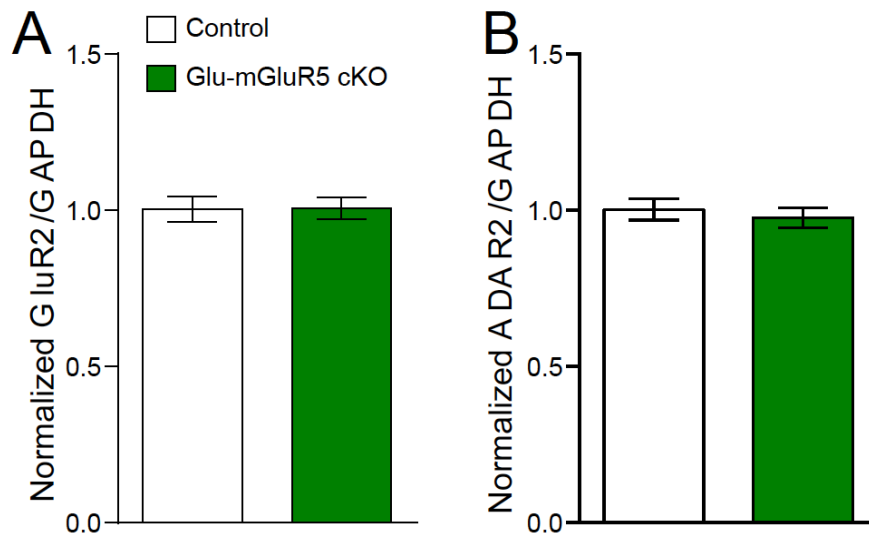 A
Control
Glu-mGluR5 cKO
Normalized G luR2 /G AP DH
1.5
1.0
0.5
0.0
B
Normalized A DA R2 /G AP DH
1.5
1.0
0.5
0.0